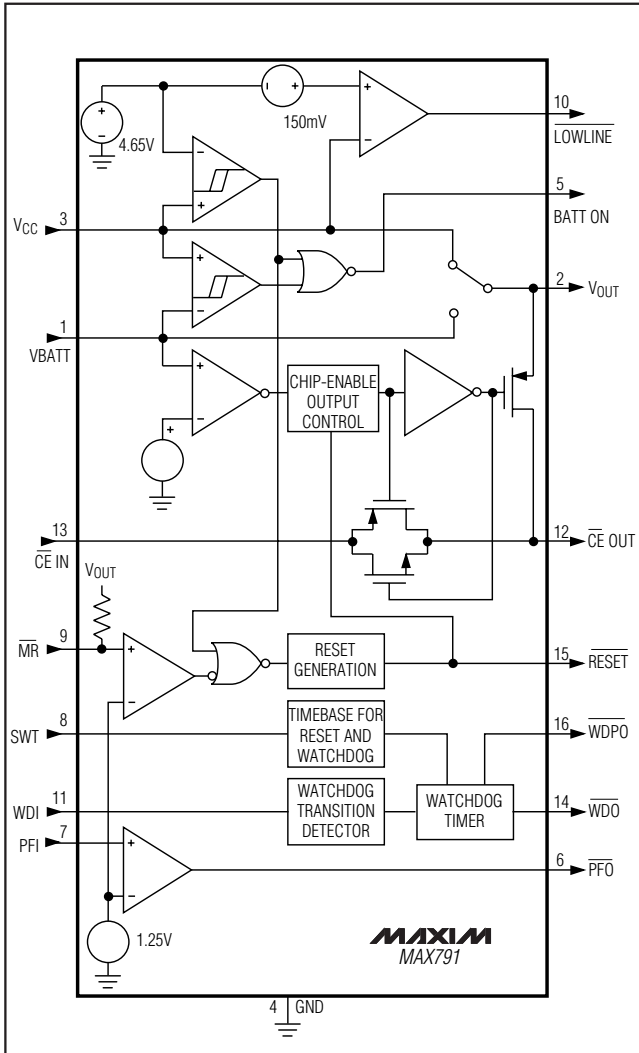 − +
+
−
4.65V
150mV
+
−
10
LOWLINE
−
+
5
BATT ON
VCC
3
+
−
2
VOUT
1
VBATT
+
−
CHIP-ENABLE
OUTPUT
CONTROL
+
13
CE IN
12
CE OUT
VOUT
MR
9
+
−
RESET
GENERATION
15
RESET
SWT
8
TIMEBASE FOR
RESET AND
WATCHDOG
16
WDPO
WDI
11
WATCHDOG
TRANSITION
DETECTOR
WATCHDOG
TIMER
14
WDO
PFI
7
+
−
6
PFO
1.25V
MAXIM
MAX791
4 GND